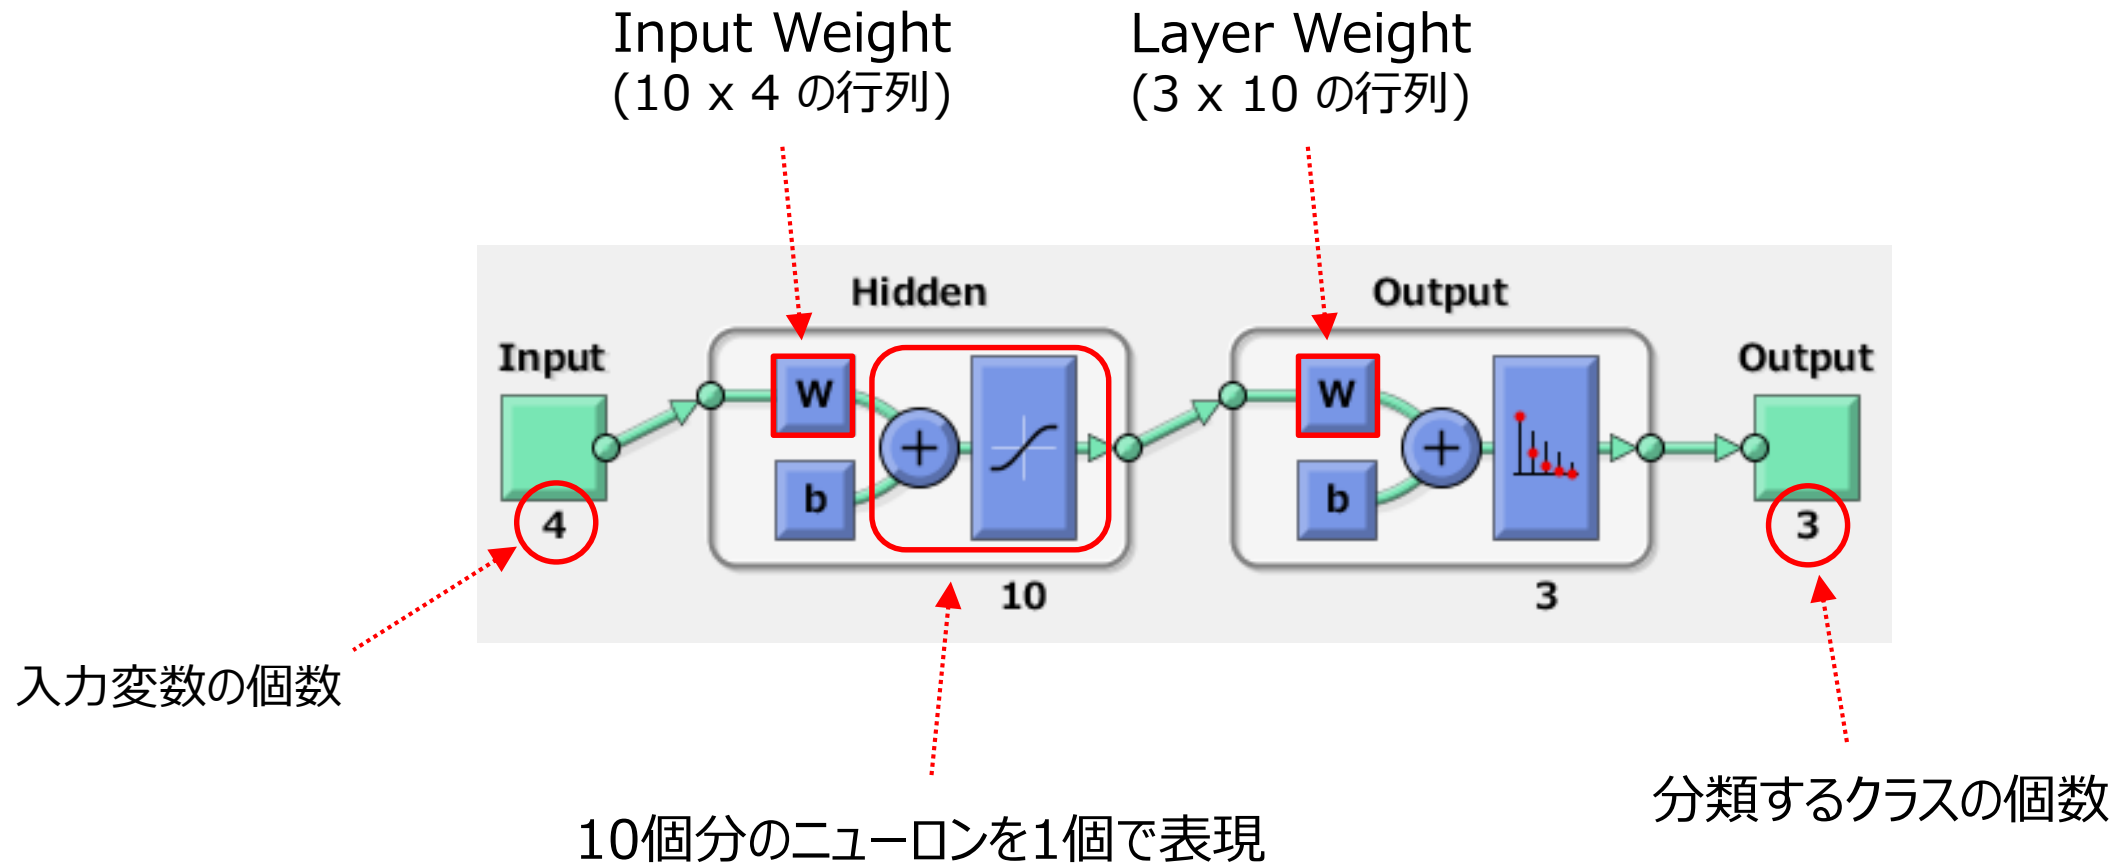 Input Weight
(10 x 4 の行列)
Layer Weight
(3 x 10 の行列)
Hidden
Output
Input
Output
W
W
b
b
4
3
10
3
入力変数の個数
分類するクラスの個数
10個分のニューロンを1個で表現